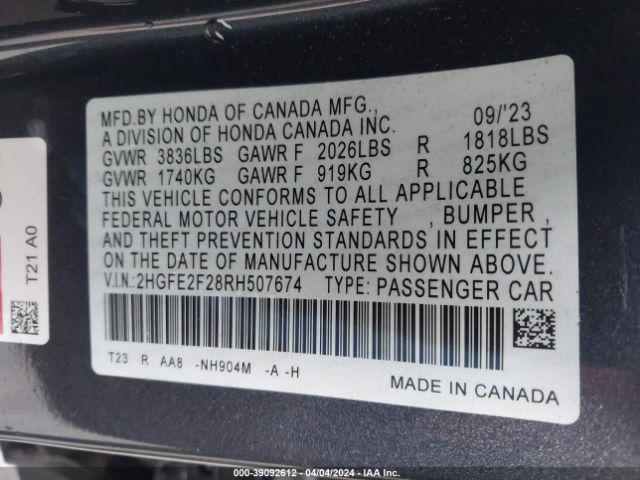 MFD.BY HONDA OF CANADA MFG., 09/'23
A DIVISION OF HONDA CANADA INC.
GVWR 3836LBS GAWR F 2026LBS R 1818LBS
GVWR 1740KG GAWR F 919KG R 825KG
THIS VEHICLE CONFORMS TO ALL APPLICABLE
FEDERAL MOTOR VEHICLE SAFETY , BUMPER ,
AND THEFT PREVENTION STANDARDS IN EFFECT
ON THE DATE OF MANUFACTURE SHOWN ABOVE.
V.I.N.:2HGFE2F28RH507674 TYPE: PASSENGER CAR
T23 R AA8 -NH904M -A -H
MADE IN CANADA
T21 A0
000-39092612 - 04/04/2024 - IAA Inc.